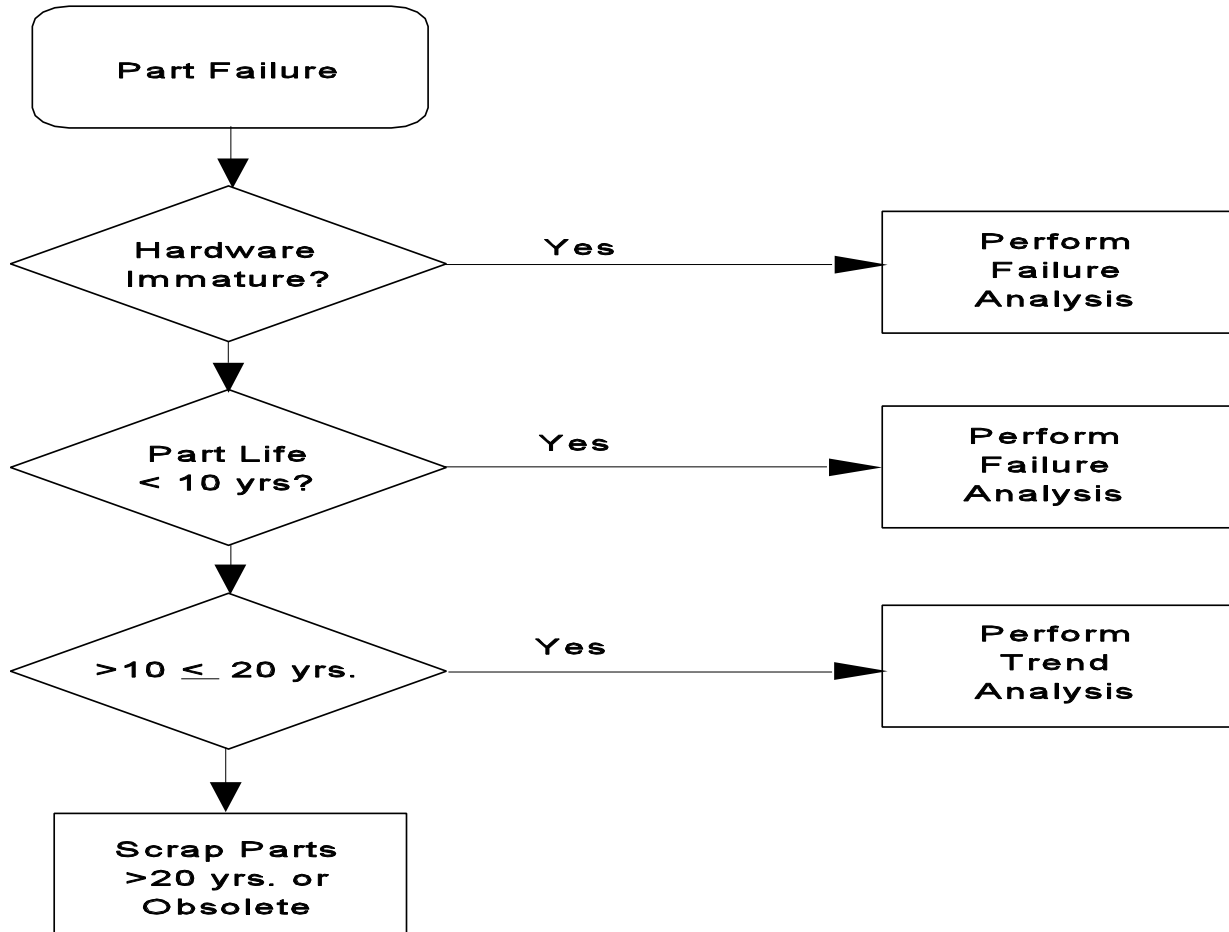 Part Failure
Hardware
Immature?
Yes
Perform
Failure
Analysis
Part Life
< 10 yrs?
Yes
Perform
Failure
Analysis
>10 ≤ 20 yrs.
Yes
Perform
Trend
Analysis
Scrap Parts
>20 yrs. or
Obsolete